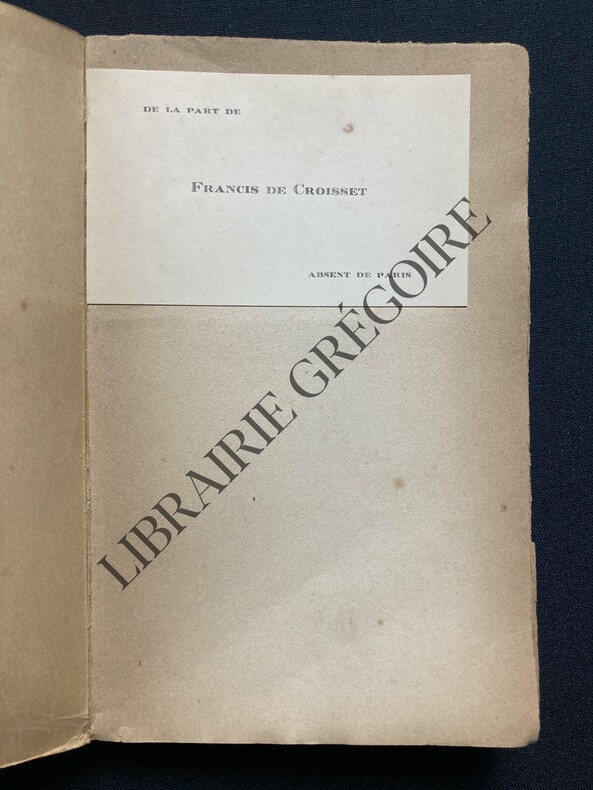 DE LA PART DE
FRANCIS DE CROISSET
ABSENT DE PARIS
LIBRAIRIE GRÉGOIRE